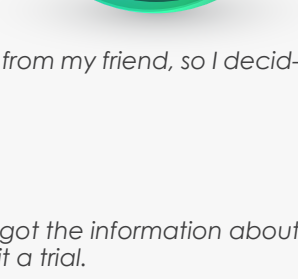 from my friend, so I decid-
got the information about
it a trial.